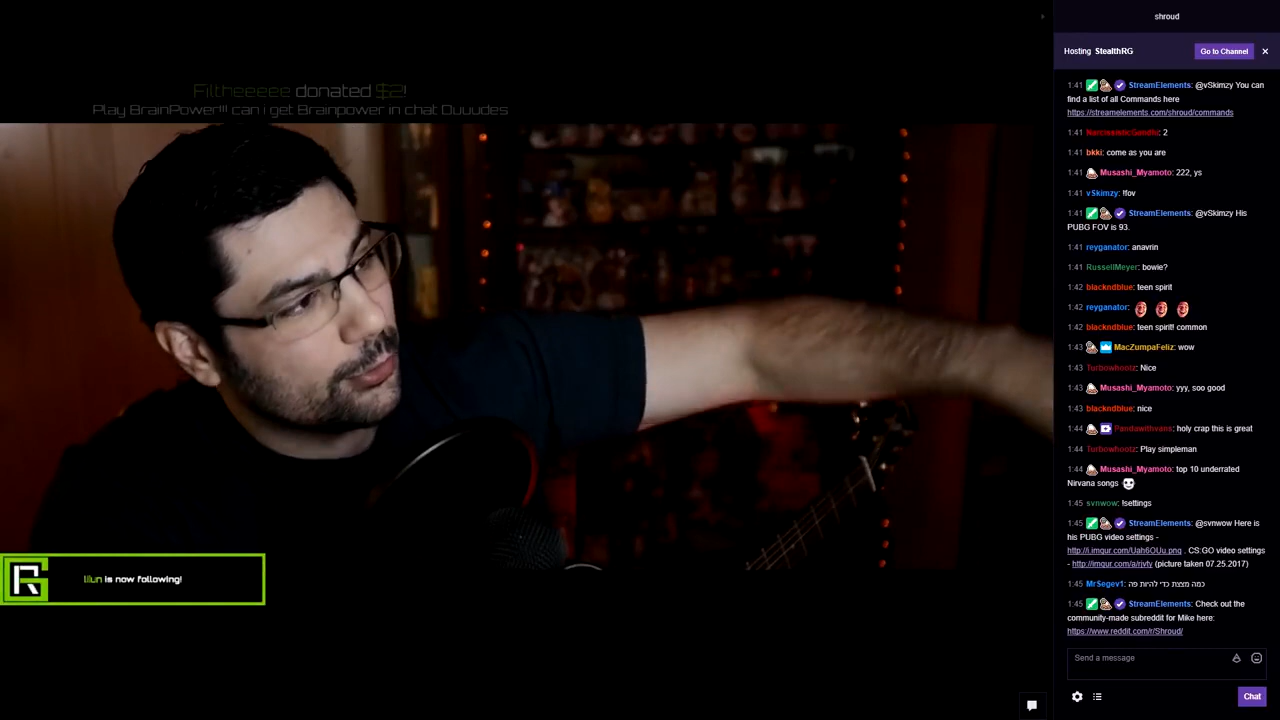 Filtheeeee donated $2!
Play BrainPower!!! can i get Brainpower in chat Duuudes
lilun is now following!
shroud
Hosting StealthRG
Go to Channel
1:41 StreamElements: @vSkimzy You can
find a list of all Commands here
https://streamelements.com/shroud/commands
1:41 NarcissisticGandhi: 2
1:41 bkki: come as you are
1:41 Musashi_Myamoto: 222, ys
1:41 vSkimzy: !fov
1:41 StreamElements: @vSkimzy His
PUBG FOV is 93.
1:41 reyganator: anavrin
1:41 RussellMeyer: bowie?
1:42 blackndblue: teen spirit
1:42 reyganator:
1:42 blackndblue: teen spirit! common
1:43 MacZumpaFeliz: wow
1:43 Turbowhootz: Nice
1:43 Musashi_Myamoto: yyy, soo good
1:43 blackndblue: nice
1:44 Pandawithvans: holy crap this is great
1:44 Turbowhootz: Play simpleman
1:44 Musashi_Myamoto: top 10 underrated
Nirvana songs
1:45 svnwow: !settings
1:45 StreamElements: @svnwow Here is
his PUBG video settings -
http://i.imgur.com/Uah6OUu.png . CS:GO video settings
- http://imgur.com/a/rjvty (picture taken 07.25.2017)
1:45 MrSegev1: כמה מצצת כדי להיות פה
1:45 StreamElements: Check out the
community-made subreddit for Mike here:
https://www.reddit.com/r/Shroud/
Send a message
Chat